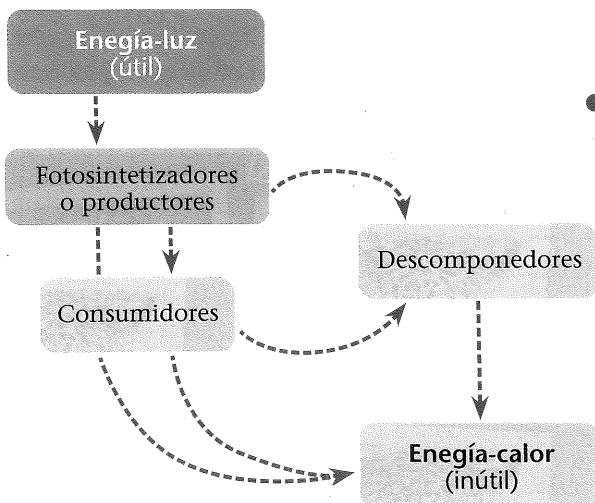 Enegía-luz
(útil)
Fotosintetizadores
o productores
Descomponedores
Consumidores
Enegía-calor
(inútil)